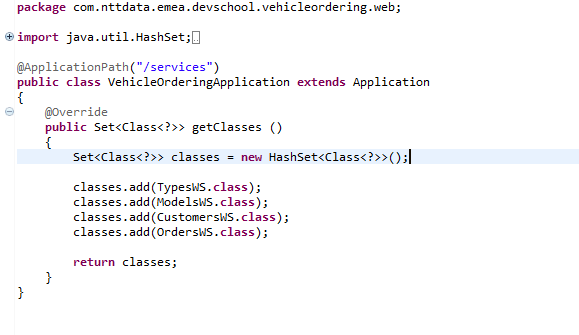 package com.nttdata.emea.devschool.vehicleordering.web;
import java.util.HashSet;
@ApplicationPath("/services")
public class VehicleOrderingApplication extends Application
{
@Override
public Set<Class<?>> getClasses ()
{
Set<Class<?>> classes = new HashSet<Class<?>>();
classes.add(TypesWS.class);
classes.add(ModelsWS.class);
classes.add(CustomersWS.class);
classes.add(OrdersWS.class);
return classes;
}
}